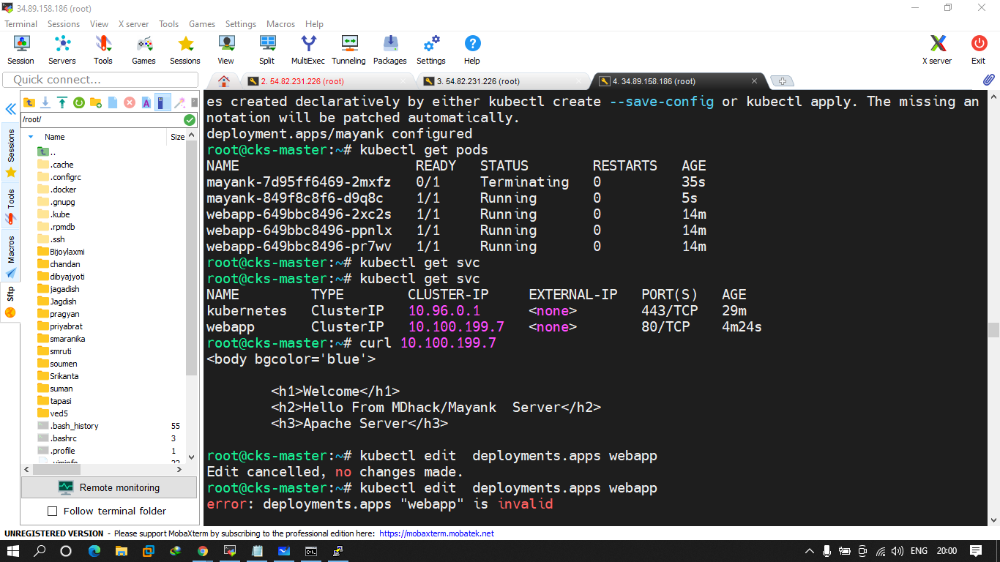 34.89.158.186 (root)
Terminal Sessions View X server Tools Games Settings Macros Help
Session Servers Tools Games Sessions View Split MultiExec Tunneling Packages Settings Help X server Exit
Quick connect...
2. 54.82.231.226 (root)
3. 54.82.231.226 (root)
4. 34.89.158.186 (root)
Sessions
Tools
Macros
Sftp
/root/
Name Size
..
.cache
.configrc
.docker
.gnupg
.kube
.rpmdb
.ssh
Bijoylaxmi
chandan
dibyajyoti
jagadish
Jagdish
pragyan
priyabrat
smaranika
smruti
soumen
Srikanta
suman
tapasi
ved5
.bash_history 55
.bashrc 3
.profile 1
Remote monitoring
Follow terminal folder
es created declaratively by either kubectl create --save-config or kubectl apply. The missing an
notation will be patched automatically.
deployment.apps/mayank configured
root@cks-master:~# kubectl get pods
NAME READY STATUS RESTARTS AGE
mayank-7d95ff6469-2mxfz 0/1 Terminating 0 35s
mayank-849f8c8f6-d9q8c 1/1 Running 0 5s
webapp-649bbc8496-2xc2s 1/1 Running 0 14m
webapp-649bbc8496-ppnlx 1/1 Running 0 14m
webapp-649bbc8496-pr7wv 1/1 Running 0 14m
root@cks-master:~# kubectl get svc
root@cks-master:~# kubectl get svc
NAME TYPE CLUSTER-IP EXTERNAL-IP PORT(S) AGE
kubernetes ClusterIP 10.96.0.1 <none> 443/TCP 29m
webapp ClusterIP 10.100.199.7 <none> 80/TCP 4m24s
root@cks-master:~# curl 10.100.199.7
<body bgcolor='blue'>
<h1>Welcome</h1>
<h2>Hello From MDhack/Mayank  Server</h2>
<h3>Apache Server</h3>
root@cks-master:~# kubectl edit  deployments.apps webapp
Edit cancelled, no changes made.
root@cks-master:~# kubectl edit  deployments.apps webapp
error: deployments.apps "webapp" is invalid
UNREGISTERED VERSION - Please support MobaXterm by subscribing to the professional edition here: https://mobaxterm.mobatek.net
ENG 20:00